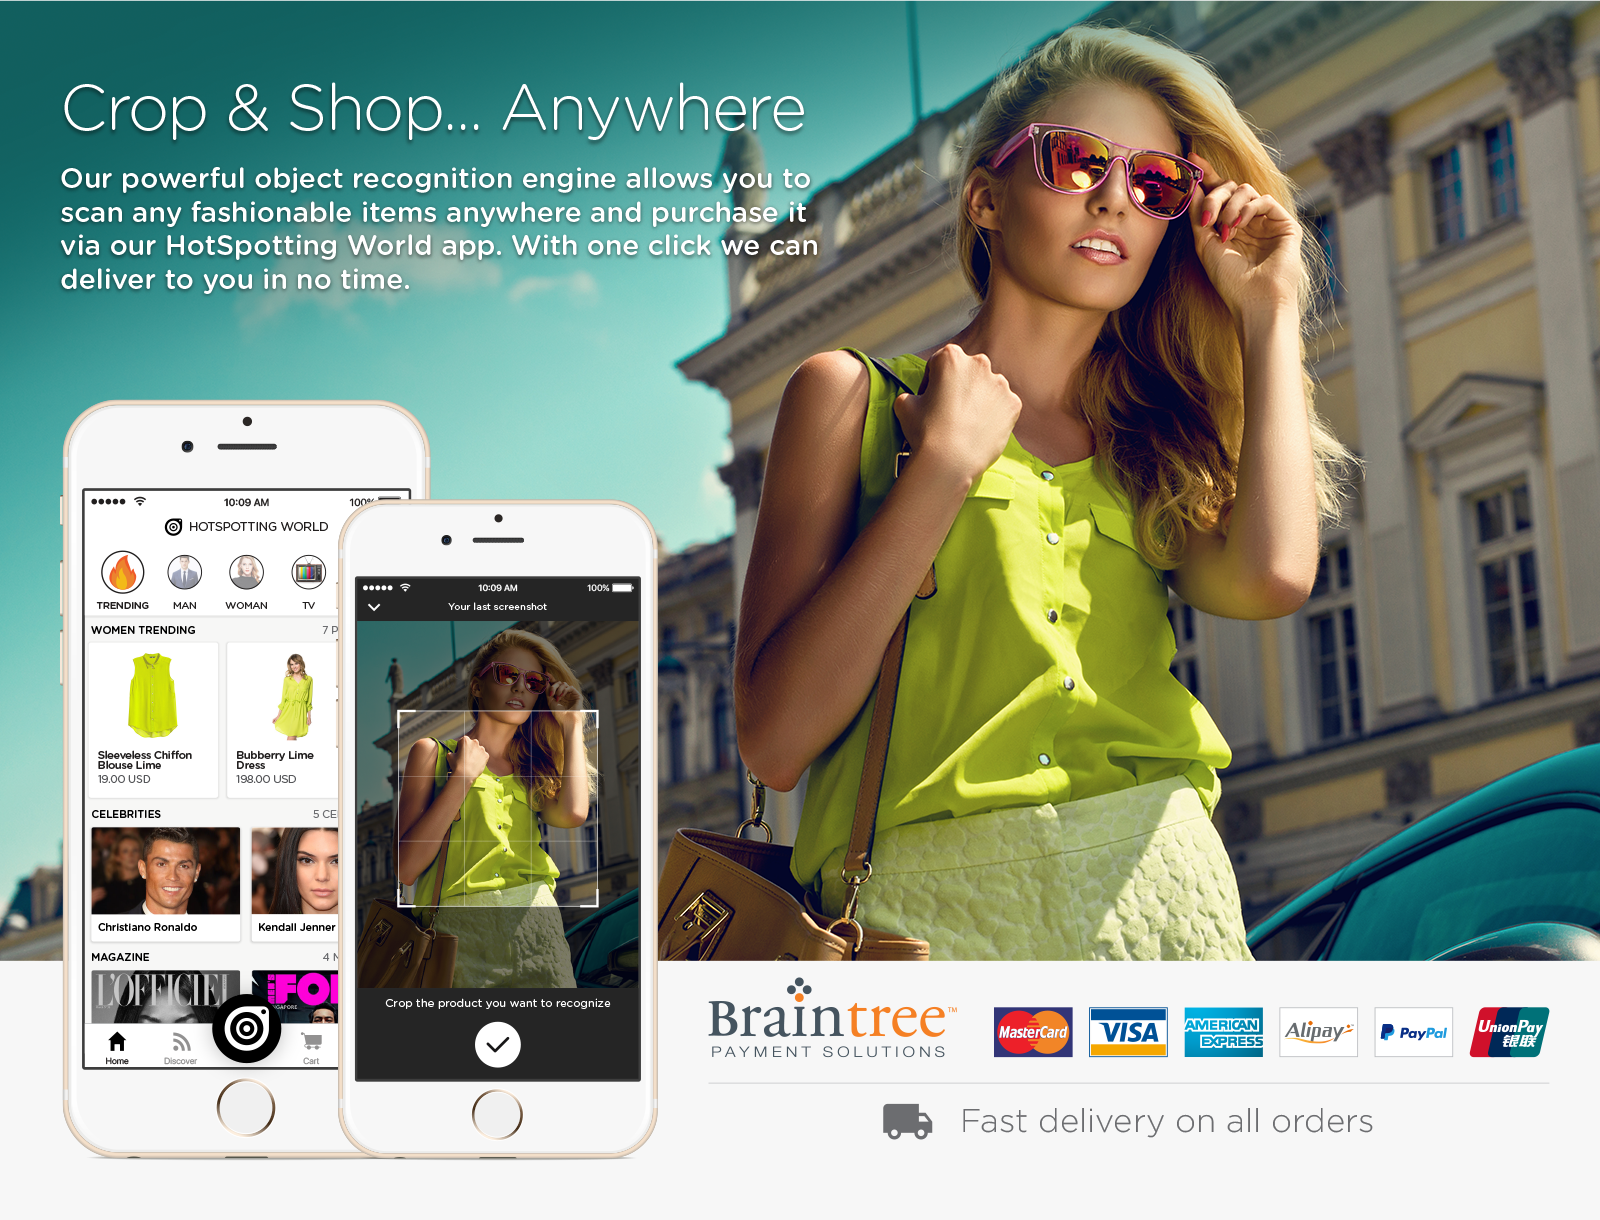 Crop & Shop... Anywhere
Our powerful object recognition engine allows you to
scan any fashionable items anywhere and purchase it
via our HotSpotting World app. With one click we can
deliver to you in no time.
10:09 AM
100%
HOTSPOTTING WORLD
TRENDING
MAN
WOMAN
TV
WOMEN TRENDING
7 P
Sleeveless Chiffon
Blouse Lime
19.00 USD
Bubberry Lime
Dress
198.00 USD
CELEBRITIES
5 CE
Christiano Ronaldo
Kendall Jenner
MAGAZINE
4 M
L'OFFICIEL
FO
Home
Discover
Cart
10:09 AM
100%
Your last screenshot
Crop the product you want to recognize
Braintree™
PAYMENT SOLUTIONS
MasterCard
VISA
AMERICAN
EXPRESS
Alipay
PayPal
UnionPay
银联
Fast delivery on all orders